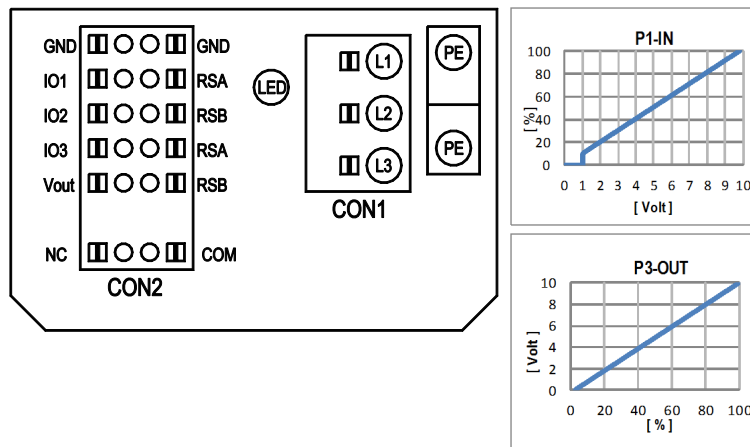 GND GND
IO1 RSA
IO2 RSB
IO3 RSA
Vout RSB
NC COM
CON2
LED
L1
L2
L3
CON1
PE
PE
P1-IN
100
80
60
40
20
0
[ % ]
0 1 2 3 4 5 6 7 8 9 10
[ Volt ]
P3-OUT
10
8
6
4
2
0
[ Volt ]
0 20 40 60 80 100
[ % ]